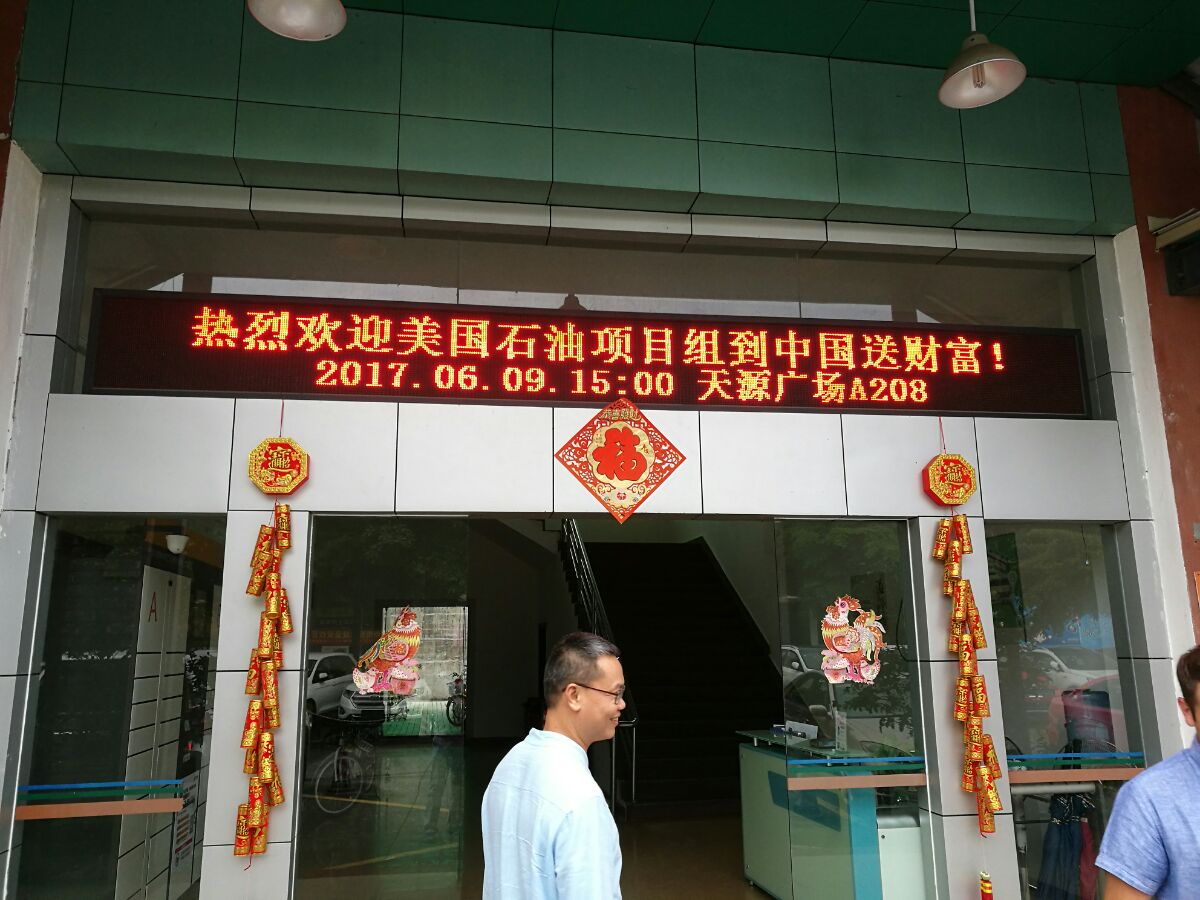 热烈欢迎美国石油项目组到中国送财富!
2017.06.09.15:00 天源广场A208
福
A